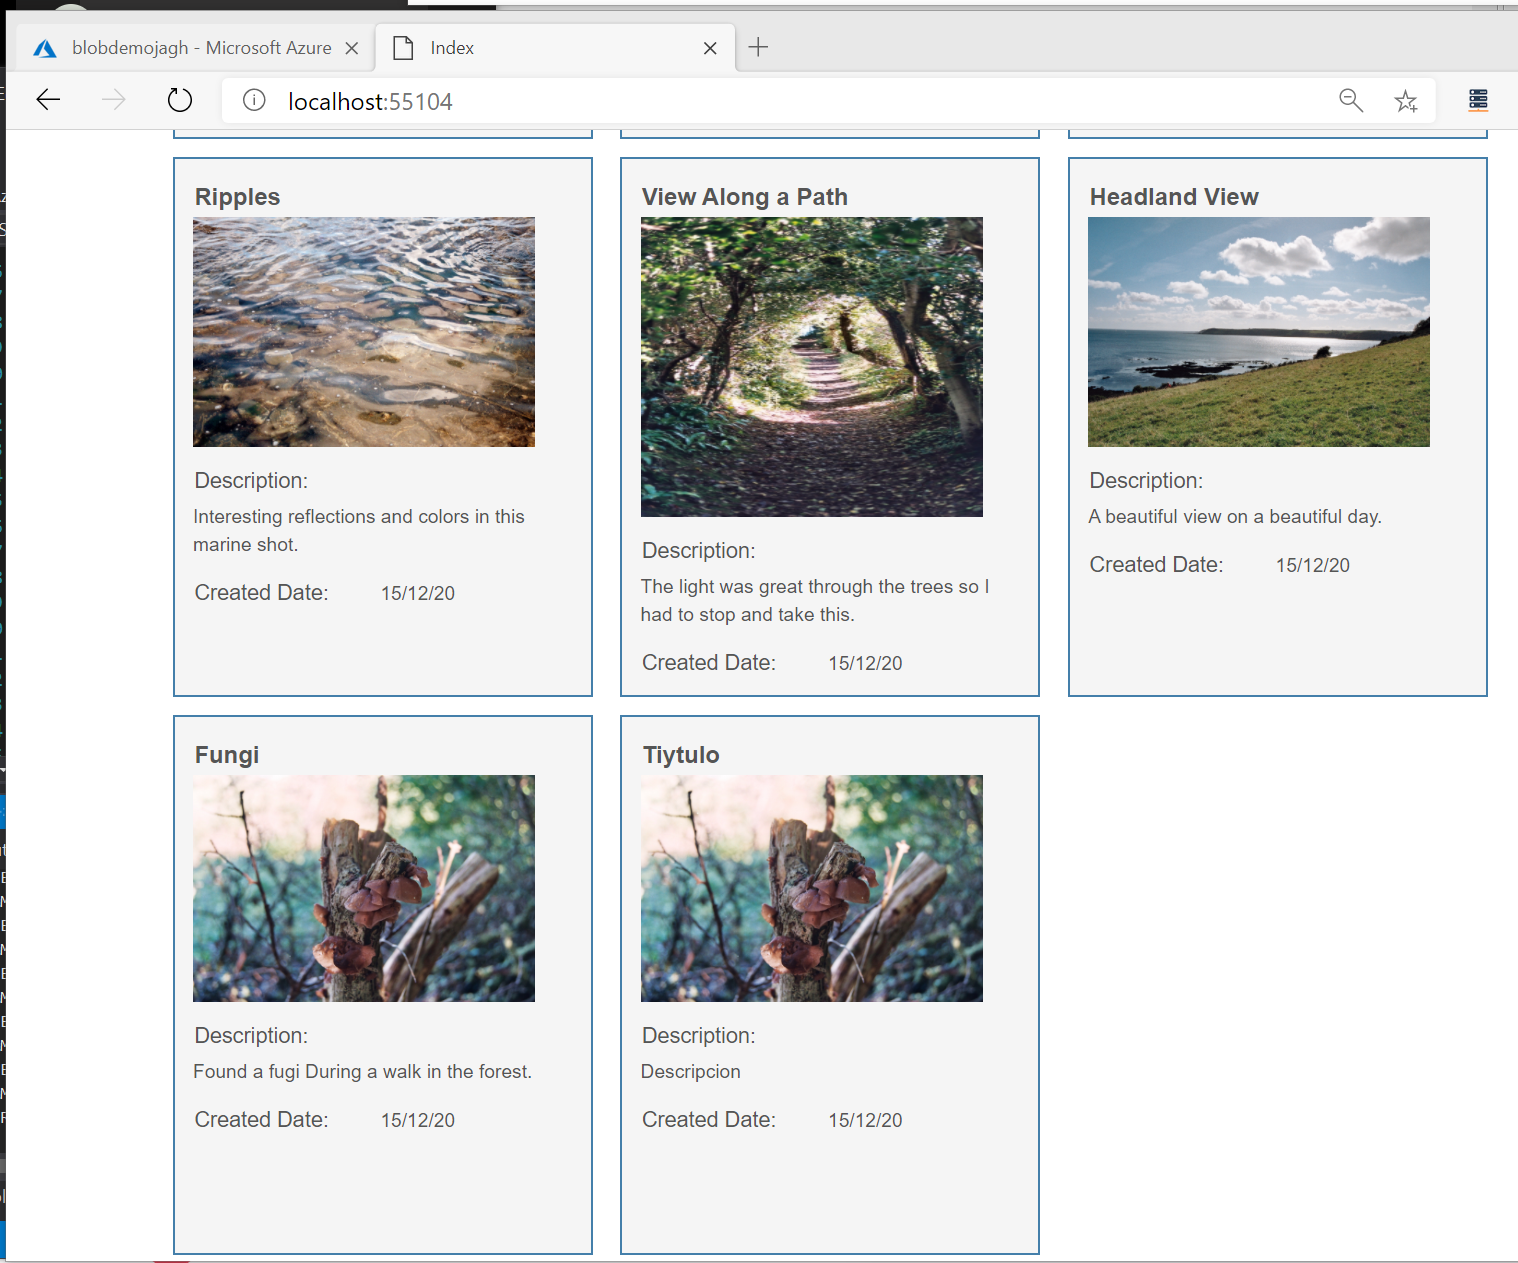 blobdemojagh - Microsoft Azure
Index
localhost:55104
Ripples
Description:
Interesting reflections and colors in this
marine shot.
Created Date: 15/12/20
View Along a Path
Description:
The light was great through the trees so I
had to stop and take this.
Created Date: 15/12/20
Headland View
Description:
A beautiful view on a beautiful day.
Created Date: 15/12/20
Fungi
Description:
Found a fugi During a walk in the forest.
Created Date: 15/12/20
Tiytulo
Description:
Descripcion
Created Date: 15/12/20